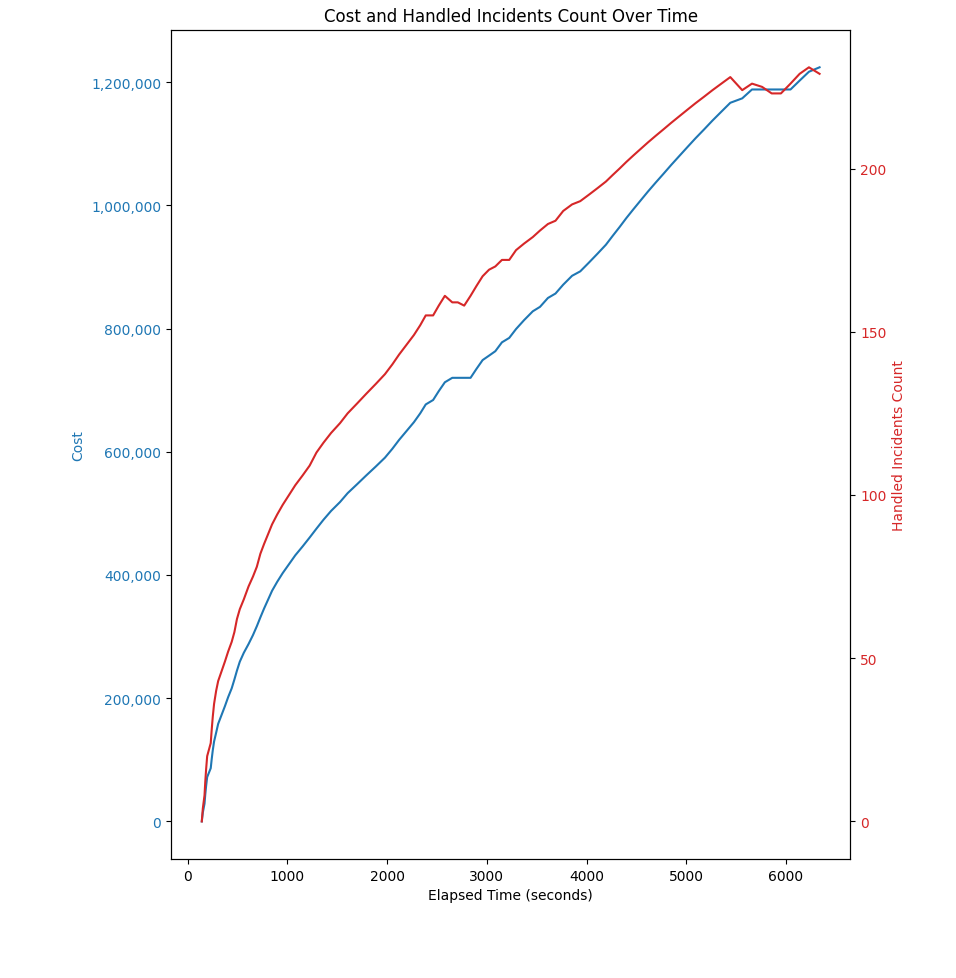 Cost and Handled Incidents Count Over Time
1,200,000
1,000,000
800,000
600,000
400,000
200,000
0
Cost
200
150
100
50
0
Handled Incidents Count
0 1000 2000 3000 4000 5000 6000
Elapsed Time (seconds)